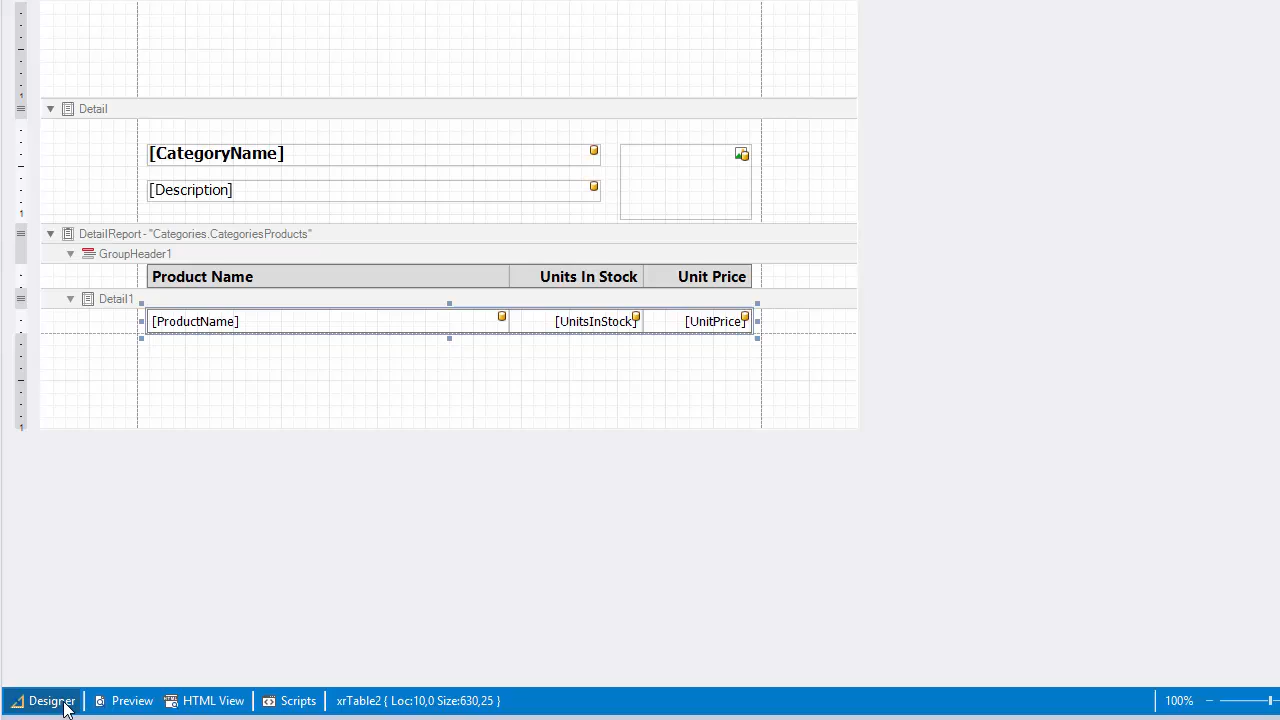 Detail
[CategoryName]
[Description]
DetailReport - "Categories.CategoriesProducts"
GroupHeader1
Product Name Units In Stock Unit Price
Detail1
[ProductName] [UnitsInStock] [UnitPrice]
Designer Preview HTML View Scripts xrTable2 { Loc:10,0 Size:630,25 } 100%